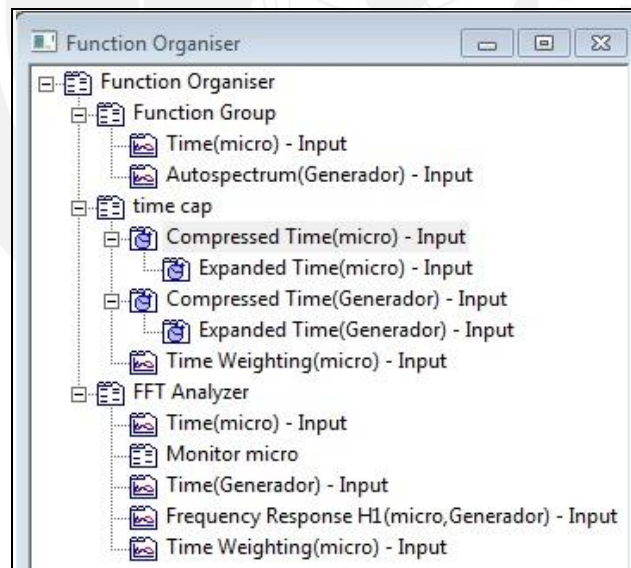 Function Organiser
Function Organiser
Function Group
Time(micro) - Input
Autospectrum(Generador) - Input
time cap
Compressed Time(micro) - Input
Expanded Time(micro) - Input
Compressed Time(Generador) - Input
Expanded Time(Generador) - Input
Time Weighting(micro) - Input
FFT Analyzer
Time(micro) - Input
Monitor micro
Time(Generador) - Input
Frequency Response H1(micro,Generador) - Input
Time Weighting(micro) - Input